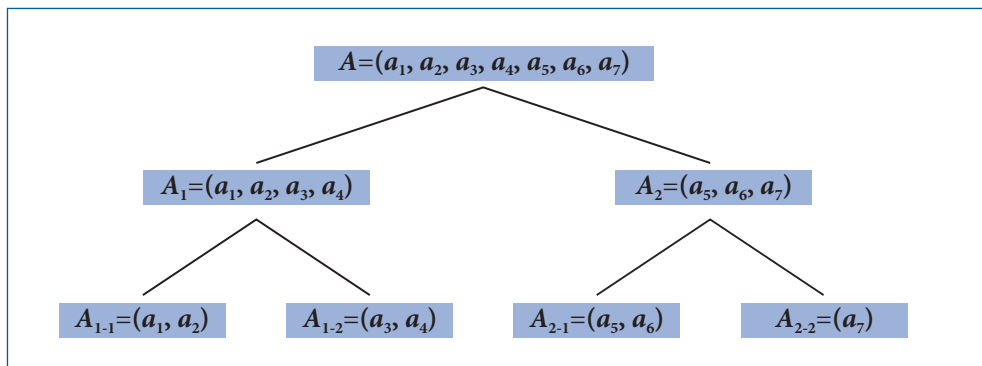 A=(a₁, a₂, a₃, a₄, a₅, a₆, a₇)
A₁=(a₁, a₂, a₃, a₄) A₂=(a₅, a₆, a₇)
A₁₋₁=(a₁, a₂) A₁₋₂=(a₃, a₄) A₂₋₁=(a₅, a₆) A₂₋₂=(a₇)